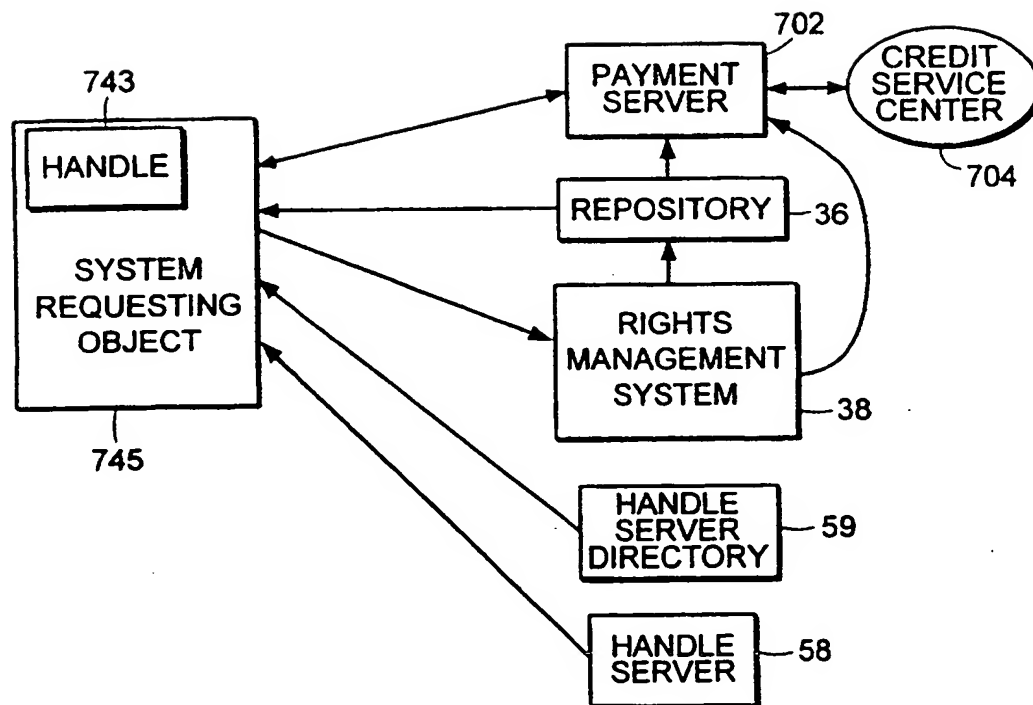 702
PAYMENT
SERVER
CREDIT
SERVICE
CENTER
704
743
HANDLE
SYSTEM
REQUESTING
OBJECT
745
REPOSITORY
36
RIGHTS
MANAGEMENT
SYSTEM
38
HANDLE
SERVER
DIRECTORY
59
HANDLE
SERVER
58